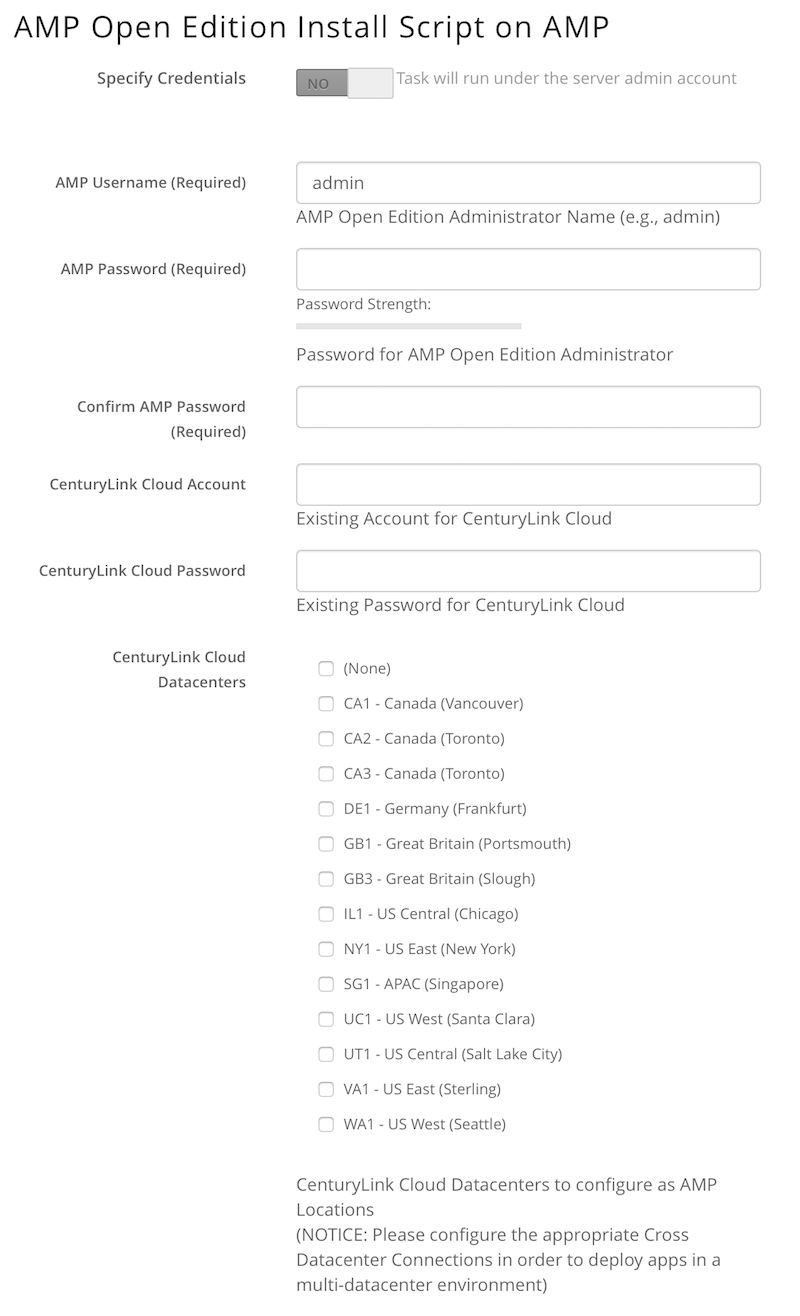 AMP Open Edition Install Script on AMP
Specify Credentials
NO
Task will run under the server admin account
AMP Username (Required)
admin
AMP Open Edition Administrator Name (e.g., admin)
AMP Password (Required)
Password Strength:
Password for AMP Open Edition Administrator
Confirm AMP Password
(Required)
CenturyLink Cloud Account
Existing Account for CenturyLink Cloud
CenturyLink Cloud Password
Existing Password for CenturyLink Cloud
CenturyLink Cloud
Datacenters
(None)
CA1 - Canada (Vancouver)
CA2 - Canada (Toronto)
CA3 - Canada (Toronto)
DE1 - Germany (Frankfurt)
GB1 - Great Britain (Portsmouth)
GB3 - Great Britain (Slough)
IL1 - US Central (Chicago)
NY1 - US East (New York)
SG1 - APAC (Singapore)
UC1 - US West (Santa Clara)
UT1 - US Central (Salt Lake City)
VA1 - US East (Sterling)
WA1 - US West (Seattle)
CenturyLink Cloud Datacenters to configure as AMP
Locations
(NOTICE: Please configure the appropriate Cross
Datacenter Connections in order to deploy apps in a
multi-datacenter environment)